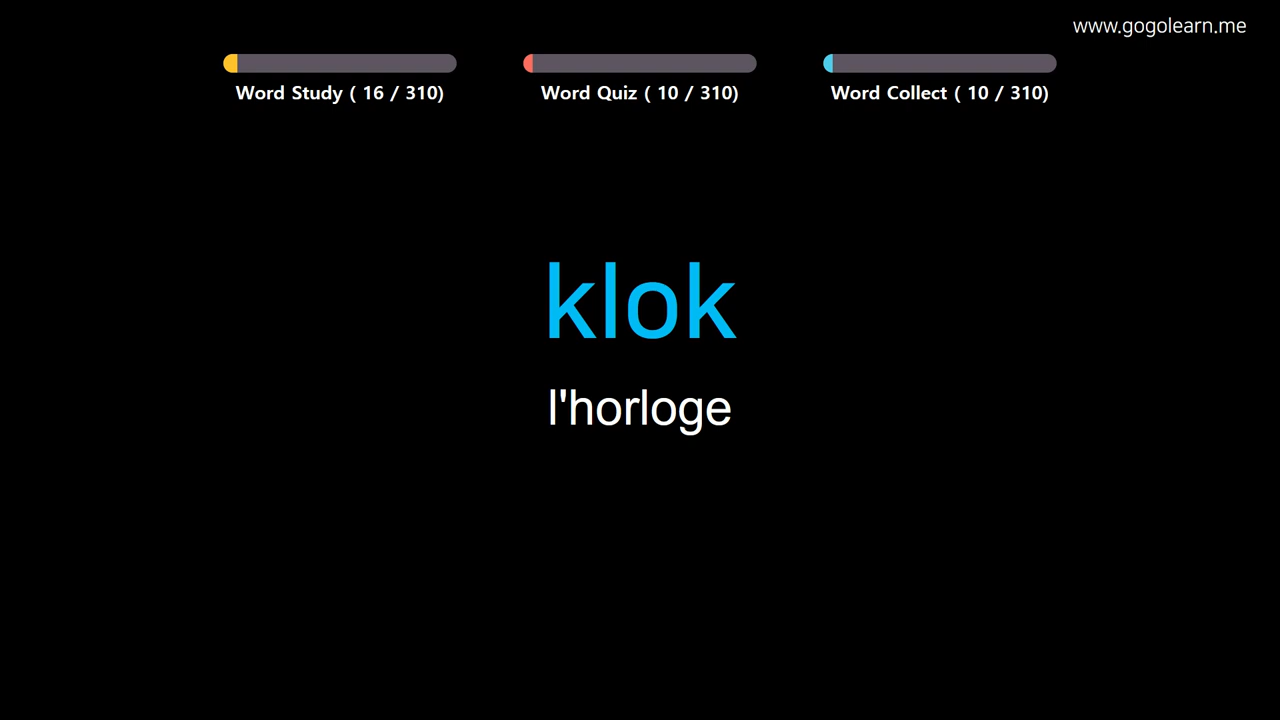 www.gogolearn.me
Word Study ( 16 / 310)
Word Quiz ( 10 / 310)
Word Collect ( 10 / 310)
klok
l'horloge